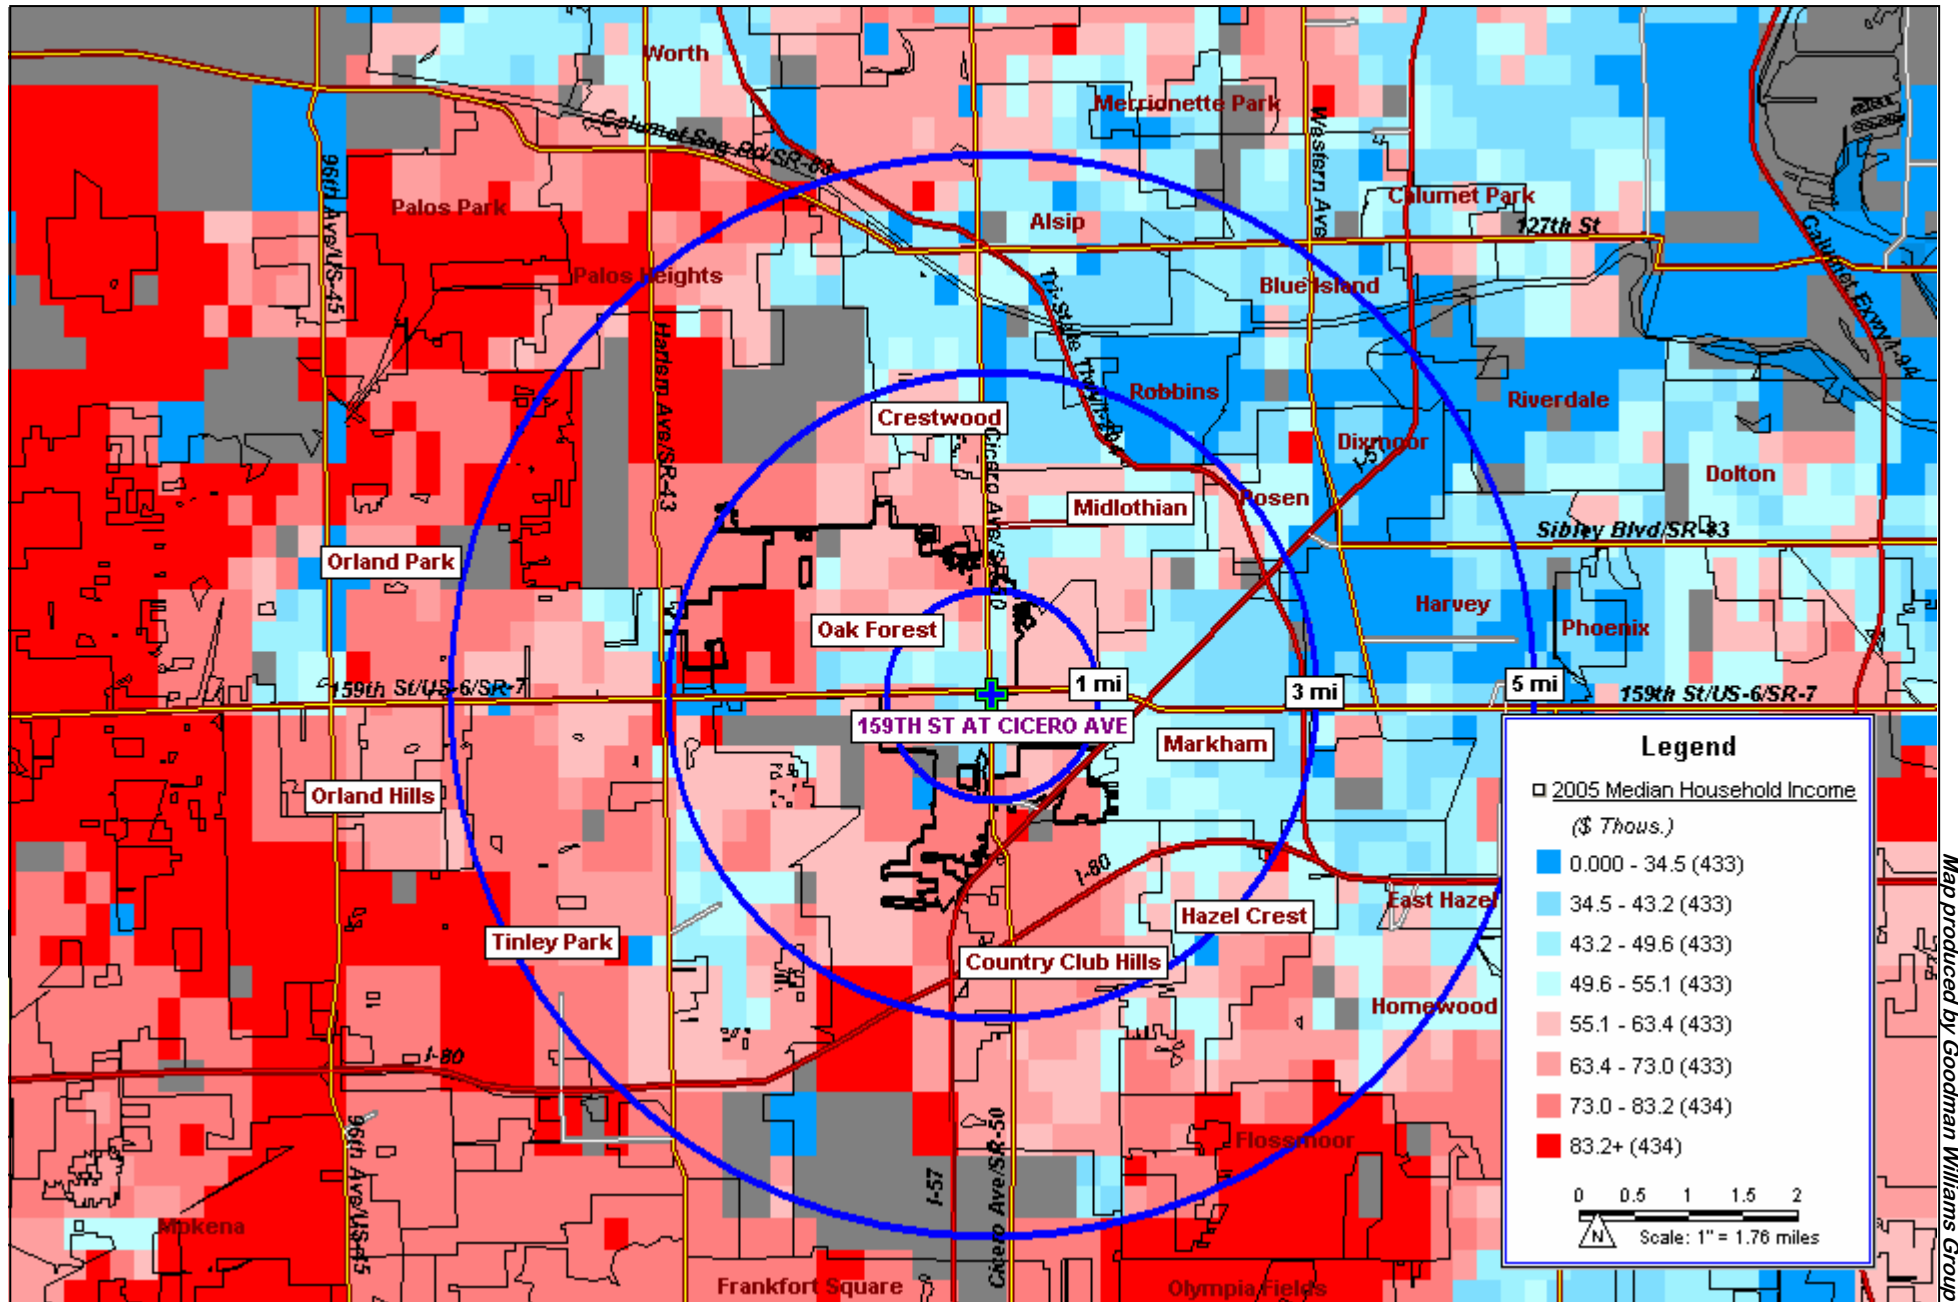 Worth
Merrionette Park
Calumet Sag Rd/SR-83
Western Ave
Palos Park
Calumet Park
Alsip
127th St
96th Ave/US-45
Palos Heights
Blue Island
Calumet Expy/I-94
Harlem Ave/SR-43
Robbins
Riverdale
Crestwood
Dixmoor
I-57
Dolton
Cicero Ave/SR-50
Midlothian
Posen
Sibley Blvd/SR-83
Orland Park
Oak Forest
Harvey
Phoenix
159th St/US-6/SR-7
1 mi
3 mi
5 mi
159th St/US-6/SR-7
159TH ST AT CICERO AVE
Markham
Orland Hills
I-80
East Hazel
Hazel Crest
Tinley Park
Country Club Hills
Homewood
I-80
96th Ave/US-45
Flossmoor
I-57
Cicero Ave/SR-50
Mokena
Frankfort Square
Olympia Fields
Legend
2005 Median Household Income
($ Thous.)
0.000 - 34.5 (433)
34.5 - 43.2 (433)
43.2 - 49.6 (433)
49.6 - 55.1 (433)
55.1 - 63.4 (433)
63.4 - 73.0 (433)
73.0 - 83.2 (434)
83.2+ (434)
0 0.5 1 1.5 2
N
Scale: 1" = 1.76 miles
Map produced by Goodman Williams Group